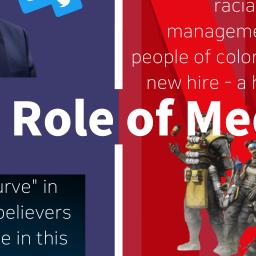 racia
manageme
people of color
new hire - a h
Role of Me
urve" in
believers
e in this